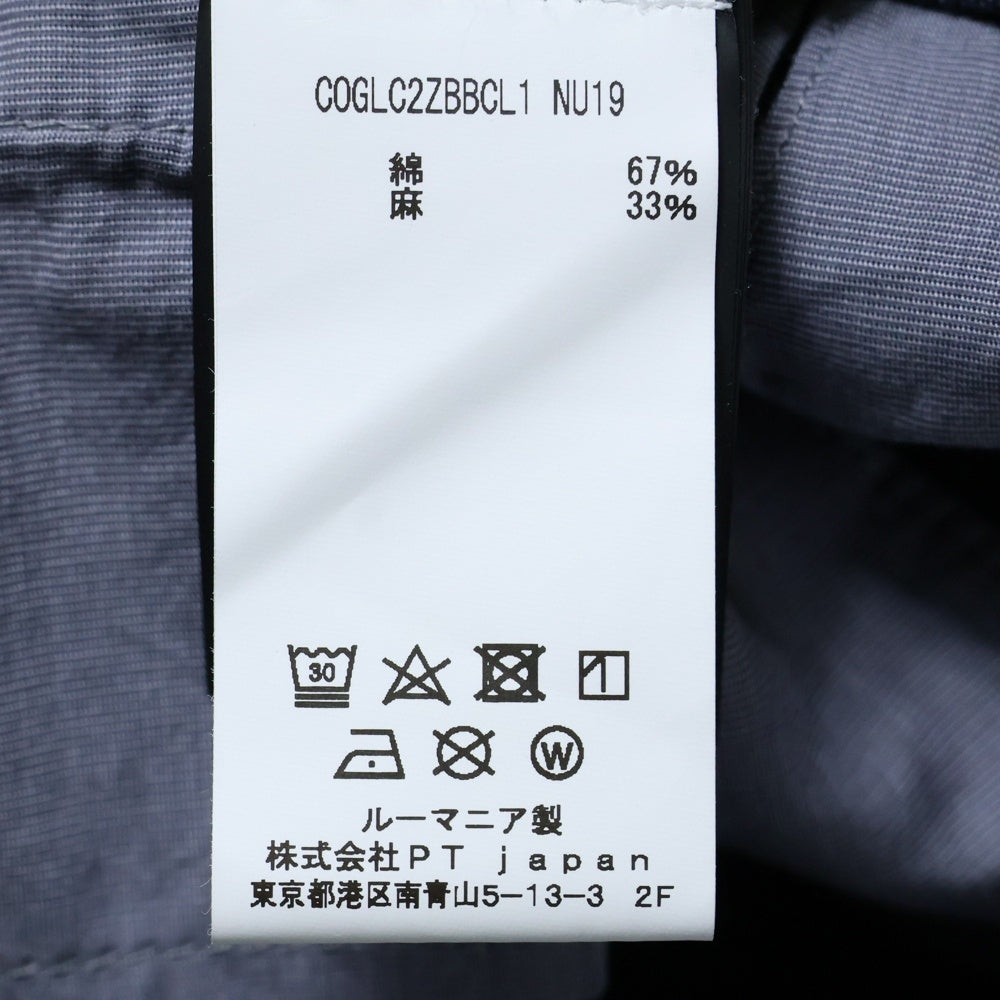 COGLC2ZBBCL1 NU19
綿 67%
麻 33%
30
W
ルーマニア製
株式会社PT japan
東京都港区南青山5-13-3 2F